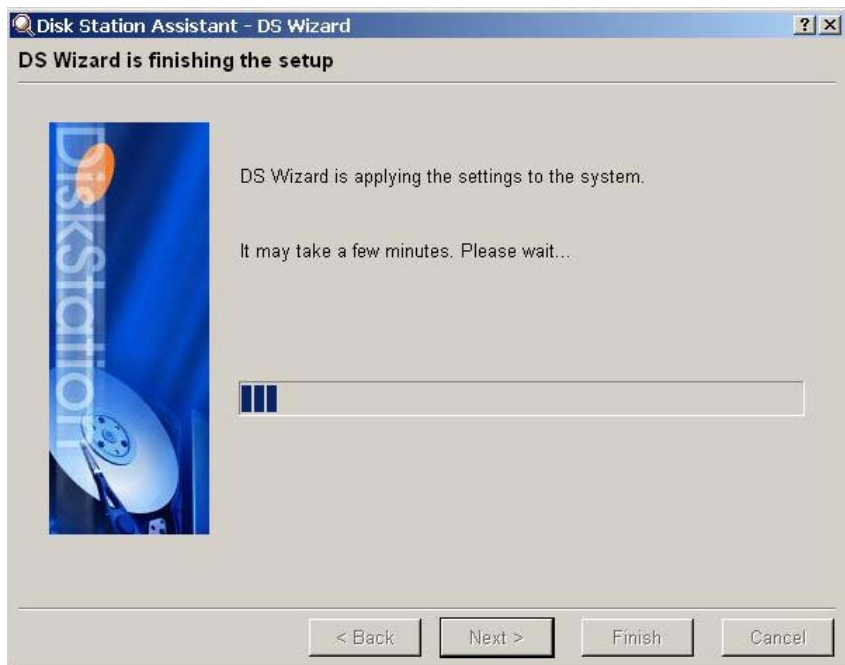 Disk Station Assistant - DS Wizard
DS Wizard is finishing the setup
DiskStation
DS Wizard is applying the settings to the system.
It may take a few minutes. Please wait...
< Back
Next >
Finish
Cancel